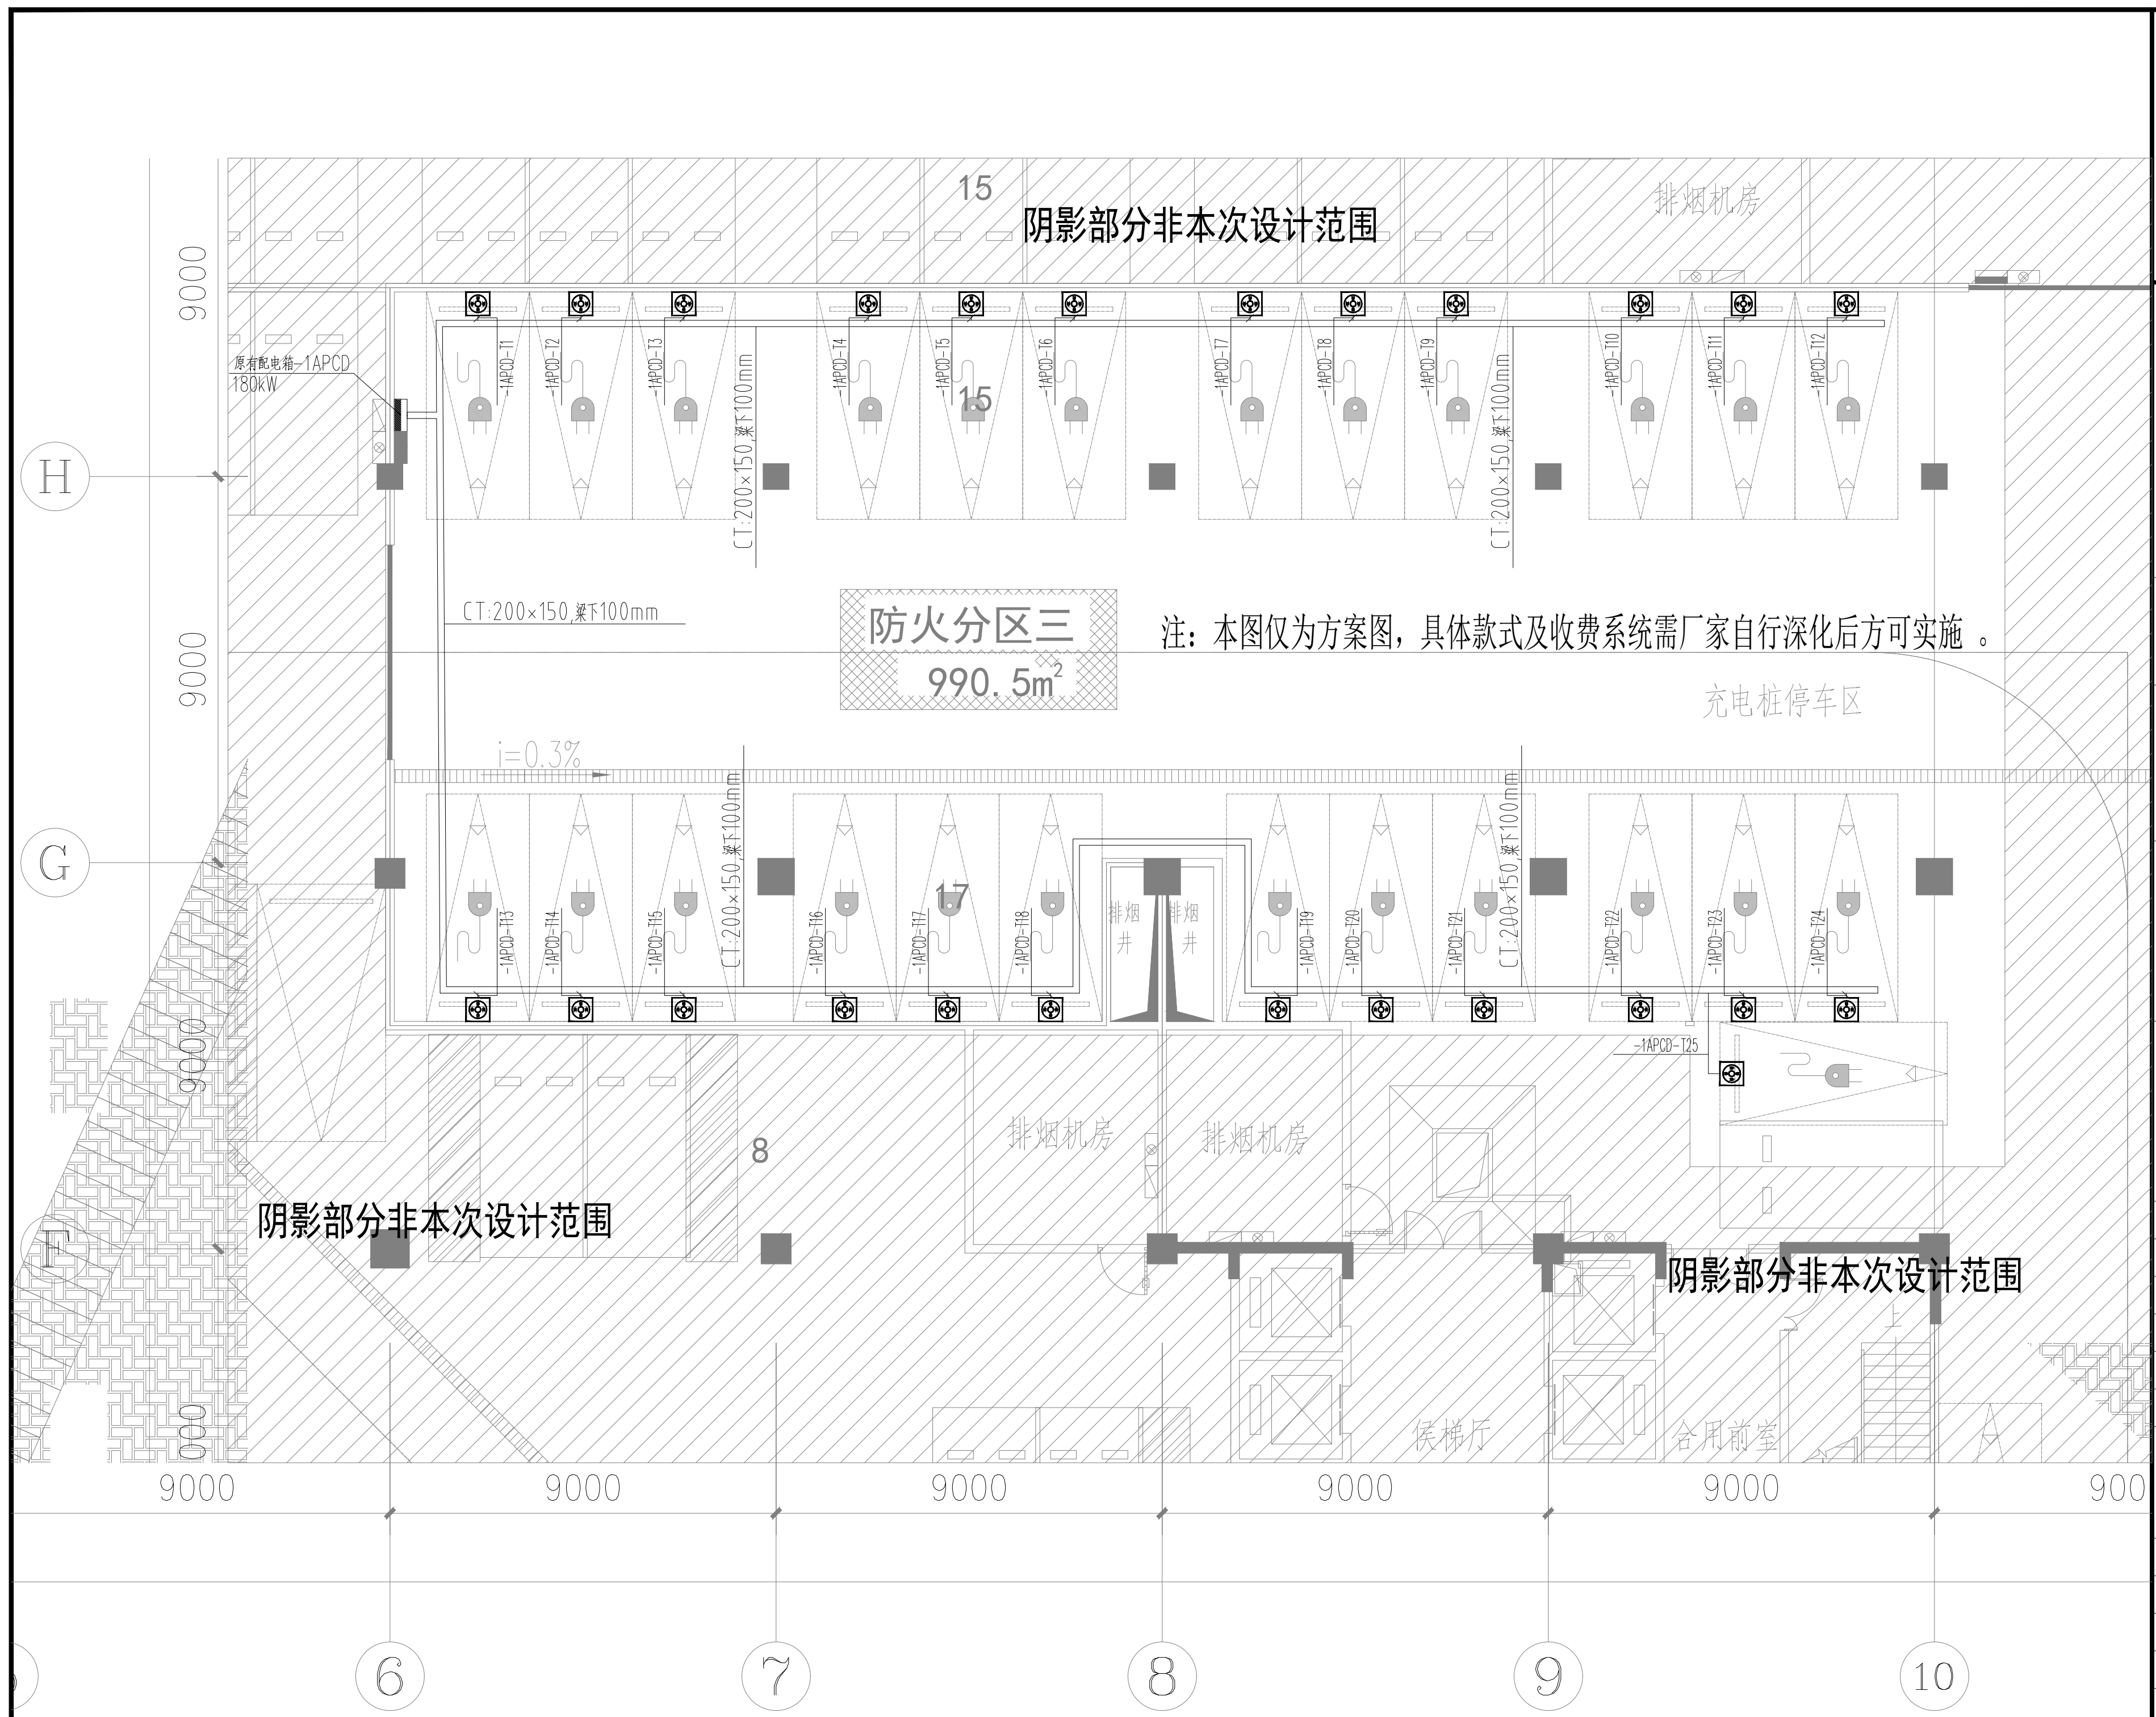 15
阴影部分非本次设计范围
排烟机房
9000
原有配电箱-1APCD
180kW
-1APCD-T1
-1APCD-T2
-1APCD-T3
-1APCD-T4
-1APCD-T5
-1APCD-T6
-1APCD-T7
-1APCD-T8
-1APCD-T9
-1APCD-T10
-1APCD-T11
-1APCD-T12
15
CT:200×150,梁下100mm
CT:200×150,梁下100mm
H
CT:200×150,梁下100mm
防火分区三
990.5m²
注：本图仅为方案图，具体款式及收费系统需厂家自行深化后方可实施。
9000
充电桩停车区
i=0.3%
CT:200×150,梁下100mm
CT:200×150,梁下100mm
G
17
排烟井
排烟井
-1APCD-T13
-1APCD-T14
-1APCD-T15
-1APCD-T16
-1APCD-T17
-1APCD-T18
-1APCD-T19
-1APCD-T20
-1APCD-T21
-1APCD-T22
-1APCD-T23
-1APCD-T24
9000
-1APCD-T25
排烟机房
排烟机房
8
阴影部分非本次设计范围
F
阴影部分非本次设计范围
上
000
侯梯厅
合用前室
9000
9000
9000
9000
9000
900
6
7
8
9
10